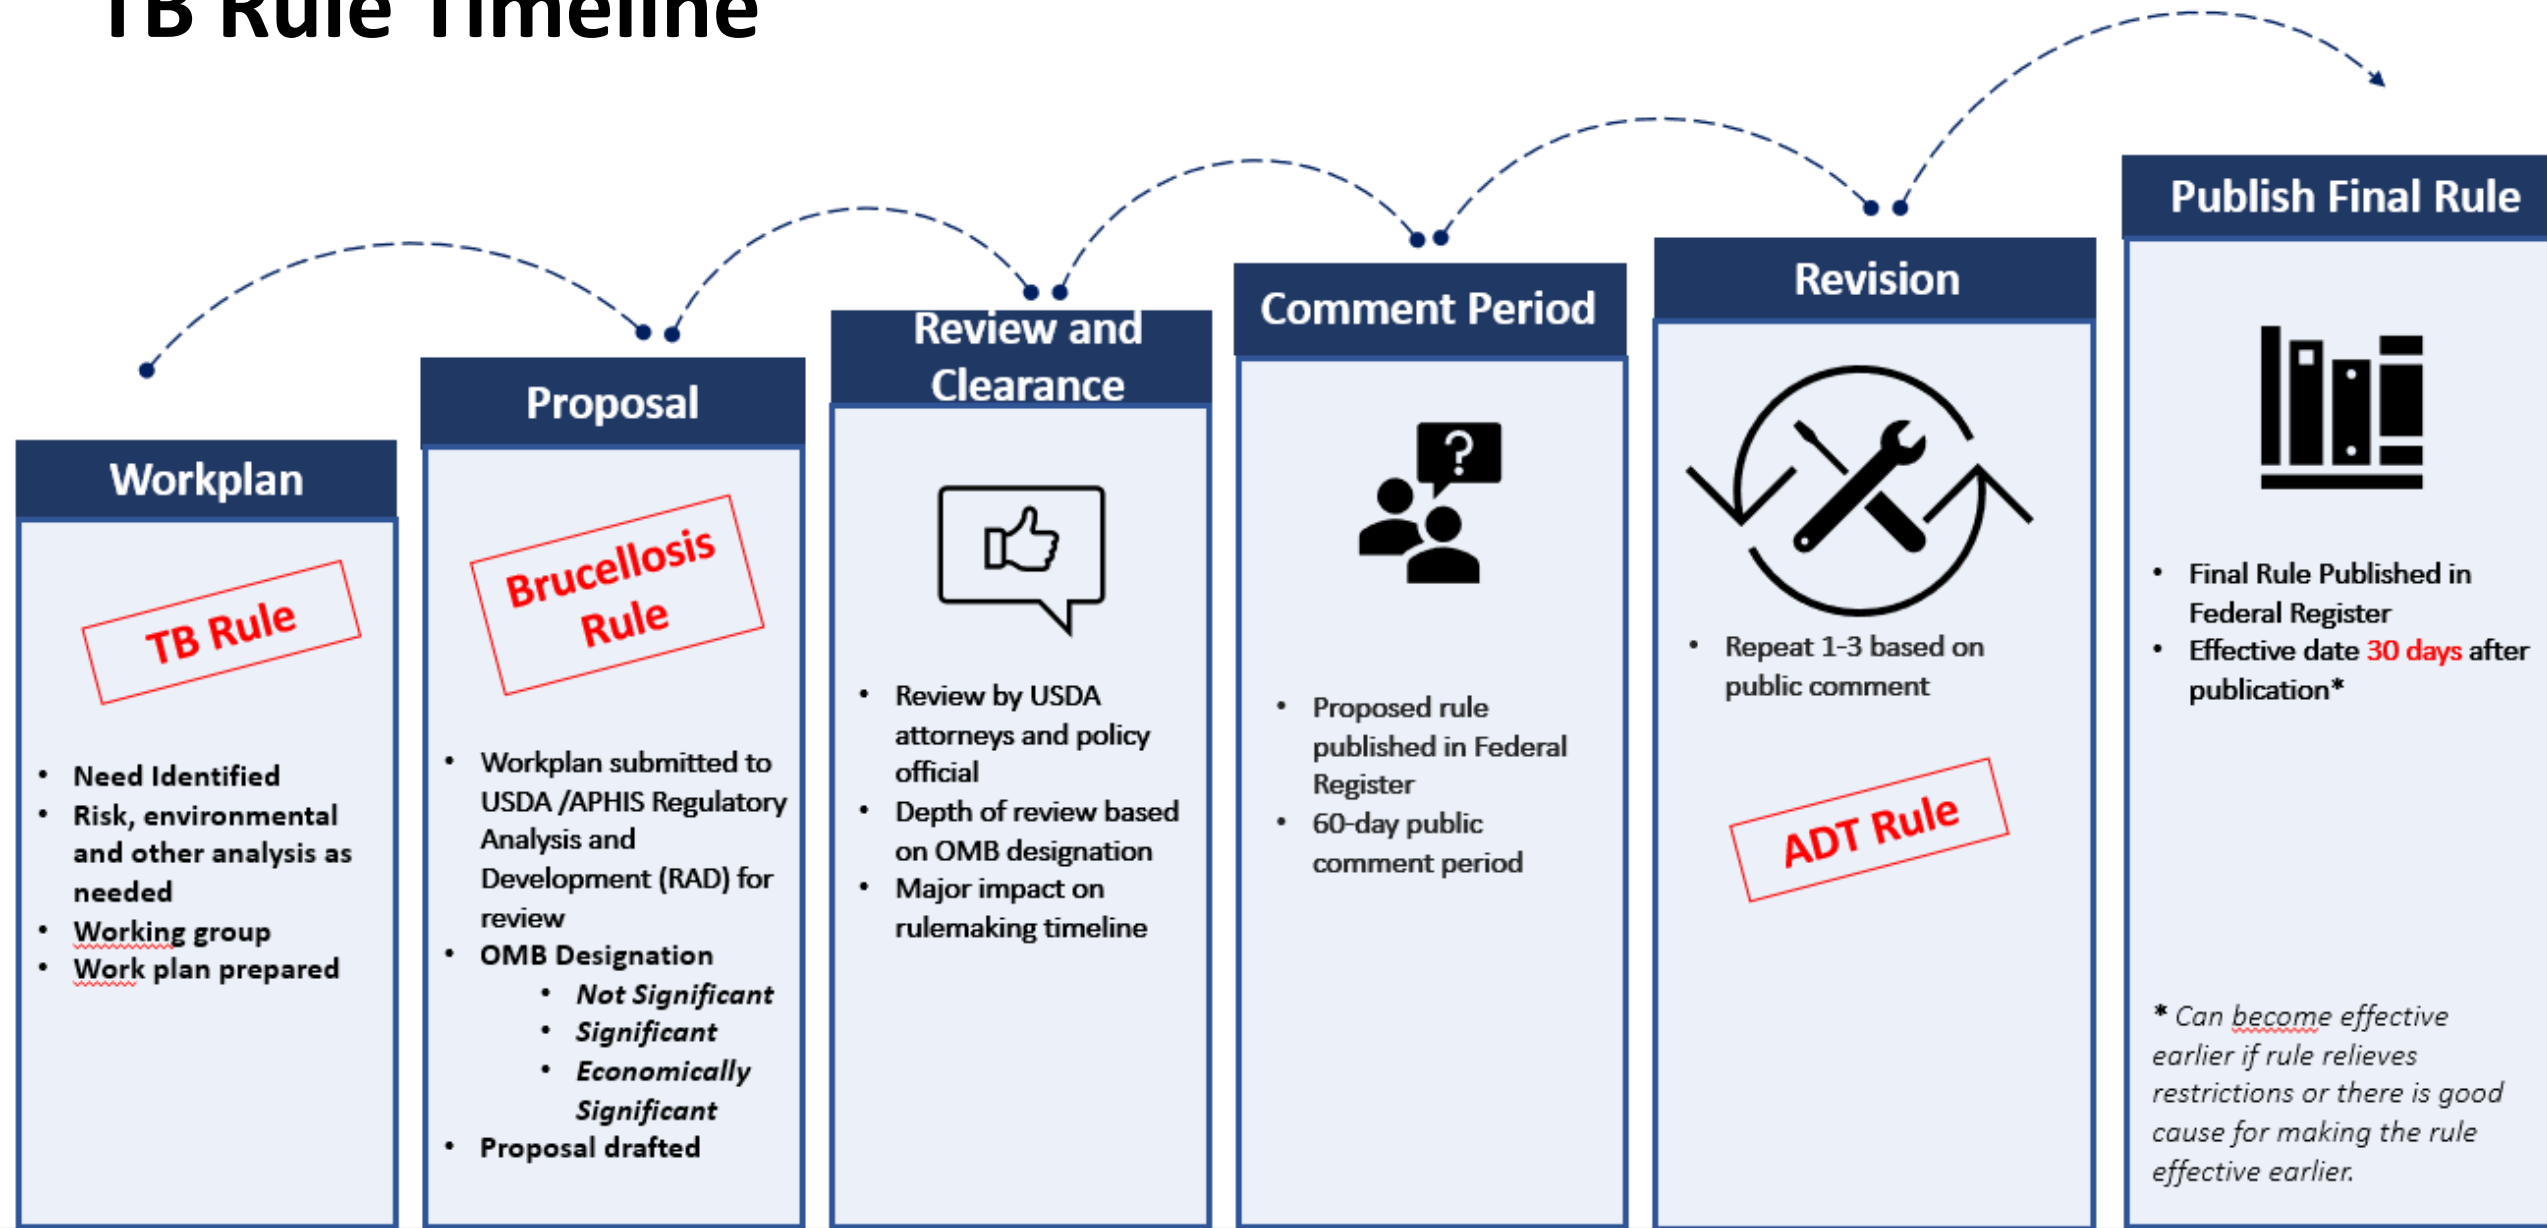 TB Rule Timeline
Workplan
TB Rule
• Need Identified
• Risk, environmental
and other analysis as
needed
• Working group
• Work plan prepared
Proposal
Brucellosis
Rule
• Workplan submitted to
USDA /APHIS Regulatory
Analysis and
Development (RAD) for
review
• OMB Designation
• Not Significant
• Significant
• Economically
Significant
• Proposal drafted
Review and
Clearance
• Review by USDA
attorneys and policy
official
• Depth of review based
on OMB designation
• Major impact on
rulemaking timeline
Comment Period
?
• Proposed rule
published in Federal
Register
• 60-day public
comment period
Revision
• Repeat 1-3 based on
public comment
ADT Rule
Publish Final Rule
• Final Rule Published in
Federal Register
• Effective date 30 days after
publication*
* Can become effective
earlier if rule relieves
restrictions or there is good
cause for making the rule
effective earlier.